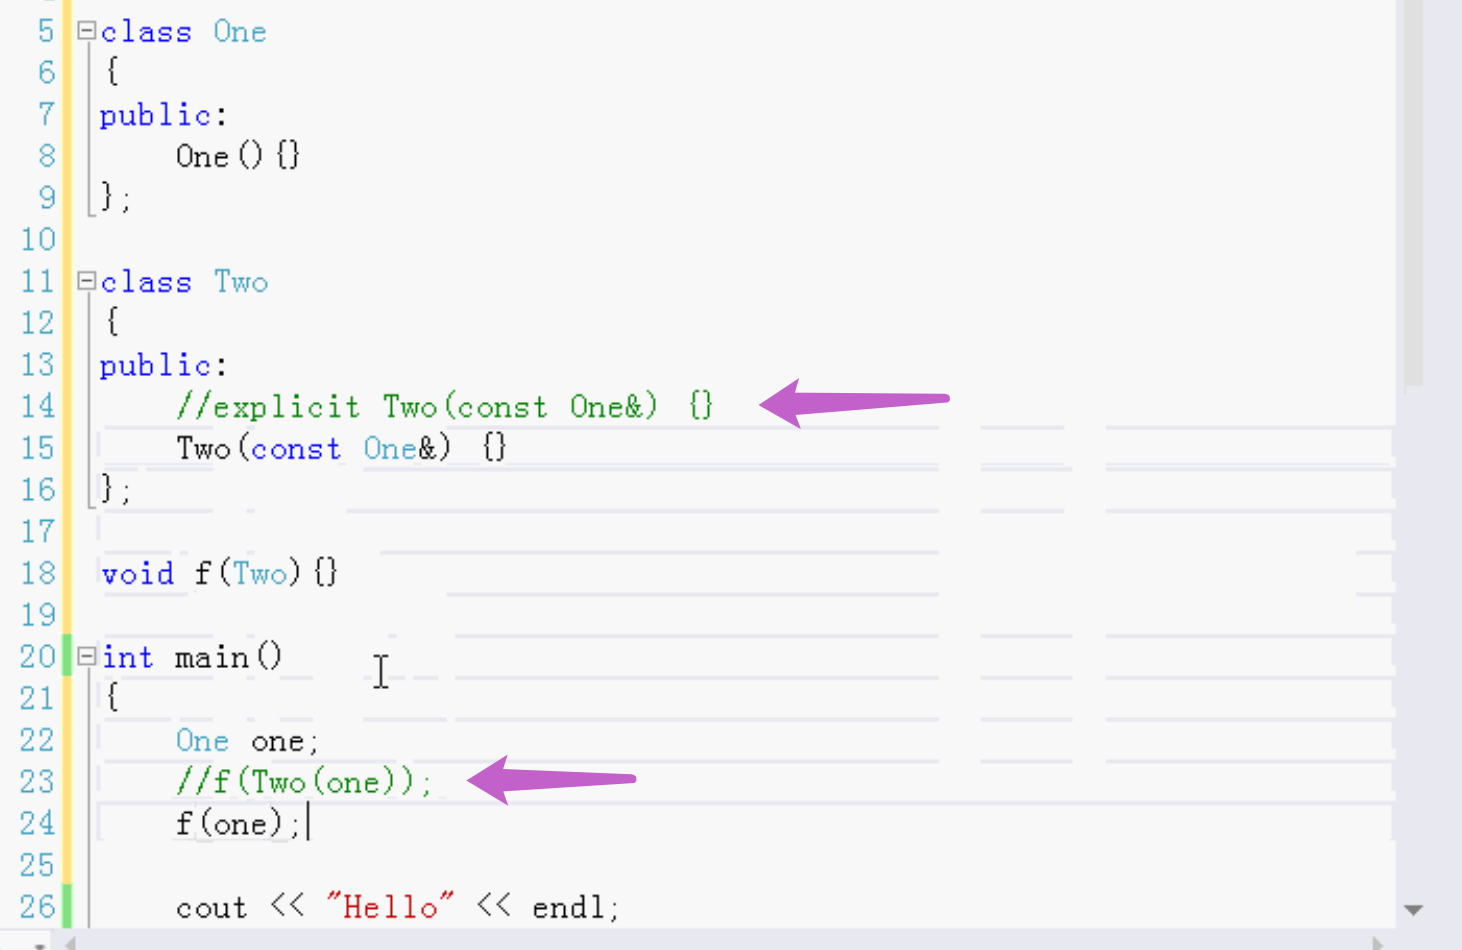 5 class One
6 {
7 public:
8 One(){}
9 };
10
11 class Two
12 {
13 public:
14 //explicit Two(const One&) {}
15 Two(const One&) {}
16 };
17
18 void f(Two){}
19
20 int main()
21 {
22 One one;
23 //f(Two(one));
24 f(one);
25
26 cout << "Hello" << endl;